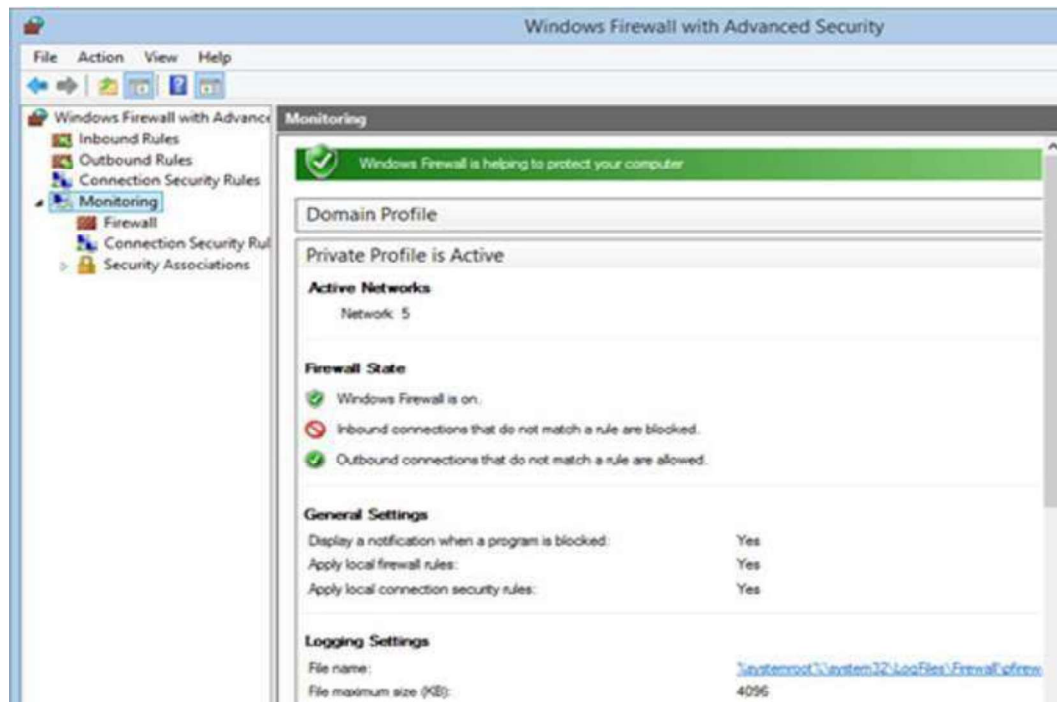 Windows Firewall with Advanced Security
File Action View Help
Windows Firewall with Advance
Inbound Rules
Outbound Rules
Connection Security Rules
Monitoring
Firewall
Connection Security Rul
Security Associations
Monitoring
Windows Firewall is helping to protect your computer
Domain Profile
Private Profile is Active
Active Networks
Network 5
Firewall State
Windows Firewall is on.
Inbound connections that do not match a rule are blocked.
Outbound connections that do not match a rule are allowed.
General Settings
Display a notification when a program is blocked: Yes
Apply local firewall rules: Yes
Apply local connection security rules: Yes
Logging Settings
File name: %systemroot%\system32\LogFiles\Firewall\pfirew
File maximum size (KB): 4096